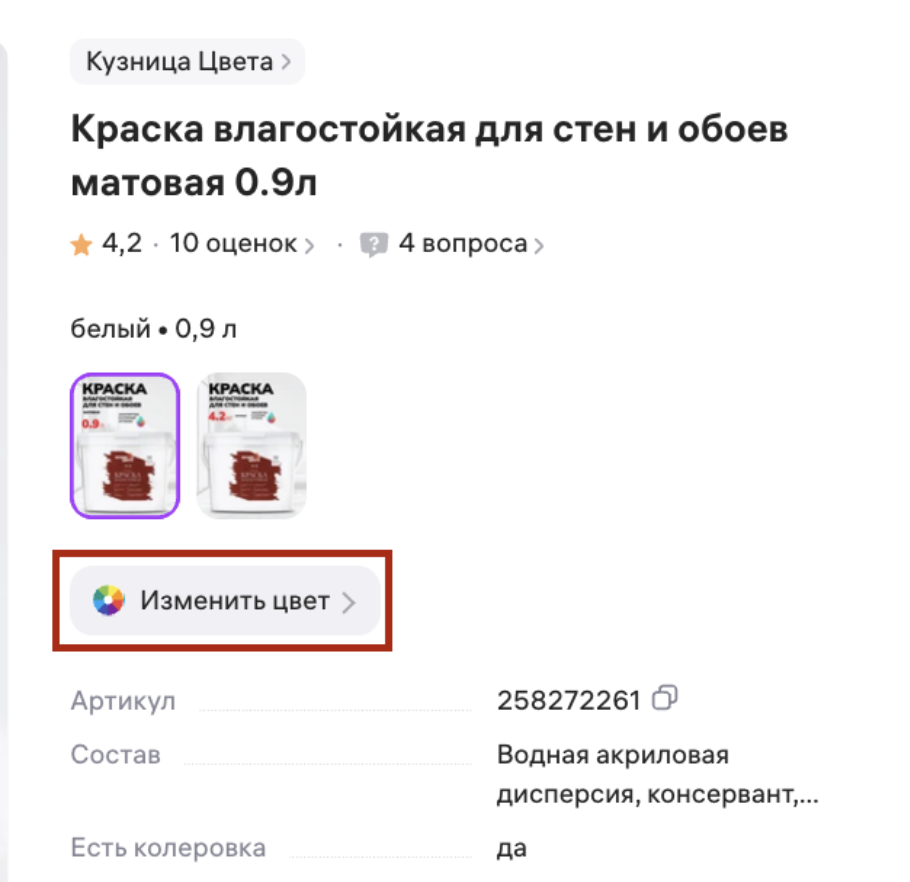 Кузница Цвета
Краска влагостойкая для стен и обоев
матовая 0.9л
4,2 · 10 оценок · 4 вопроса
белый • 0,9 л
КРАСКА КРАСКА
ВЛАГОСТОЙКАЯ ВЛАГОСТОЙКАЯ
ДЛЯ СТЕН И ОБОЕВ ДЛЯ СТЕН И ОБОЕВ
0.9 4.2
КРАСКА КРАСКА
Изменить цвет
Артикул 258272261
Состав Водная акриловая
дисперсия, консервант,...
Есть колеровка да